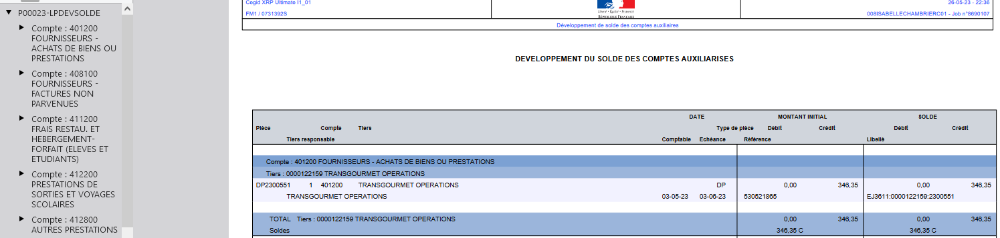 P00023-LPDEVSOLDE
Compte : 401200
FOURNISSEURS -
ACHATS DE BIENS OU
PRESTATIONS
Compte : 408100
FOURNISSEURS -
FACTURES NON
PARVENUES
Compte : 411200
FRAIS RESTAU. ET
HEBERGEMENT-
FORFAIT (ELEVES ET
ETUDIANTS)
Compte : 412200
PRESTATIONS DE
SORTIES ET VOYAGES
SCOLAIRES
Compte : 412800
AUTRES PRESTATIONS
Cegid XRP Ultimate I1_01
26-05-23 - 22:36
FM1 / 0731392S
Liberté • Égalité • Fraternité
RÉPUBLIQUE FRANÇAISE
008ISABELLECHAMBRIERC01 - Job n°8690107
Développement de solde des comptes auxiliaires
DEVELOPPEMENT DU SOLDE DES COMPTES AUXILIARISES
DATE MONTANT INITIAL SOLDE
Pièce Compte Tiers Type de pièce Débit Crédit Débit Crédit
Tiers responsable Comptable Echéance Référence Libellé
Compte : 401200 FOURNISSEURS - ACHATS DE BIENS OU PRESTATIONS
Tiers : 0000122159 TRANSGOURMET OPERATIONS
DP2300551 1 401200 TRANSGOURMET OPERATIONS DP 0,00 346,35 0,00 346,35
TRANSGOURMET OPERATIONS 03-05-23 03-06-23 530521865 EJ3611:0000122159:2300551
TOTAL Tiers : 0000122159 TRANSGOURMET OPERATIONS 0,00 346,35 0,00 346,35
Soldes 346,35 C 346,35 C